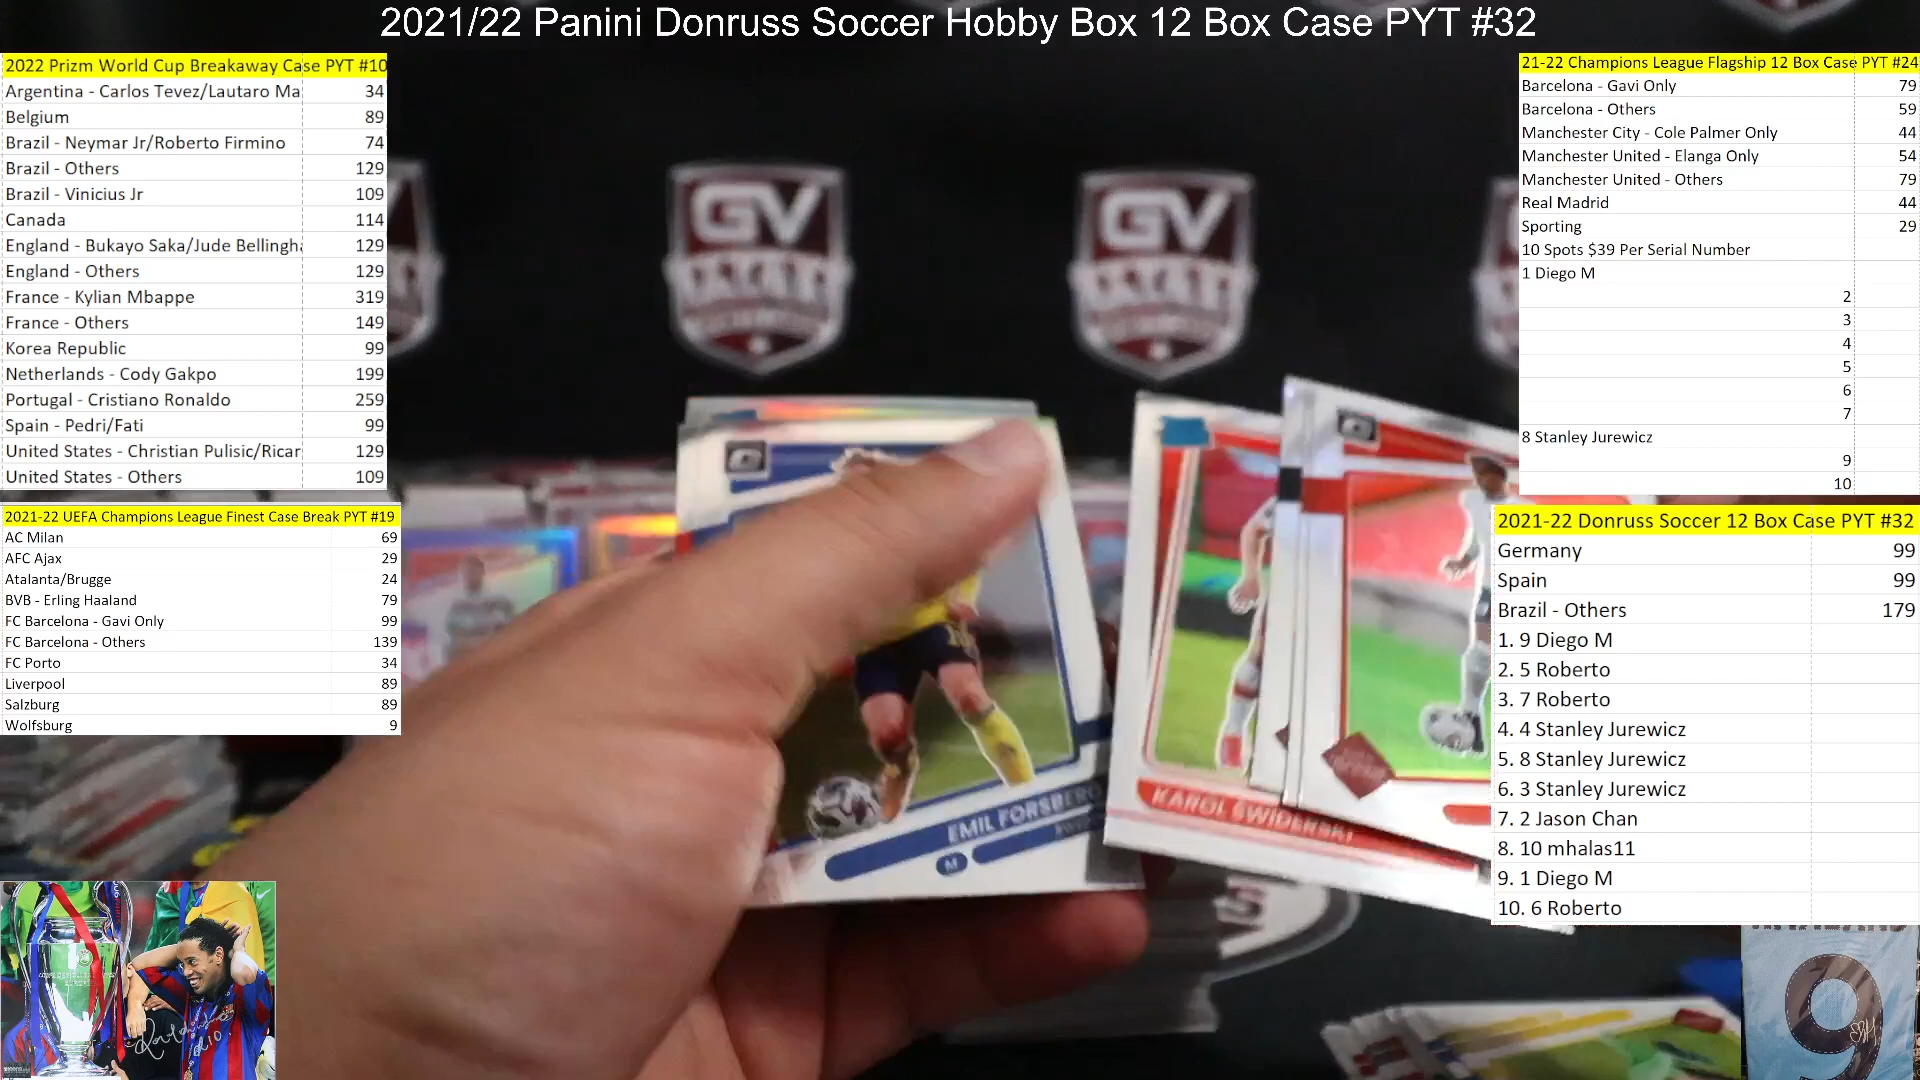 2021/22 Panini Donruss Soccer Hobby Box 12 Box Case PYT #32
2022 Prizm World Cup Breakaway Case PYT #10
Argentina - Carlos Tevez/Lautaro Ma 34
Belgium 89
Brazil - Neymar Jr/Roberto Firmino 74
Brazil - Others 129
Brazil - Vinicius Jr 109
Canada 114
England - Bukayo Saka/Jude Bellingha 129
England - Others 129
France - Kylian Mbappe 319
France - Others 149
Korea Republic 99
Netherlands - Cody Gakpo 199
Portugal - Cristiano Ronaldo 259
Spain - Pedri/Fati 99
United States - Christian Pulisic/Ricar 129
United States - Others 109
2021-22 UEFA Champions League Finest Case Break PYT #19
AC Milan 69
AFC Ajax 29
Atalanta/Brugge 24
BVB - Erling Haaland 79
FC Barcelona - Gavi Only 99
FC Barcelona - Others 139
FC Porto 34
Liverpool 89
Salzburg 89
Wolfsburg 9
21-22 Champions League Flagship 12 Box Case PYT #24
Barcelona - Gavi Only 79
Barcelona - Others 59
Manchester City - Cole Palmer Only 44
Manchester United - Elanga Only 54
Manchester United - Others 79
Real Madrid 44
Sporting 29
10 Spots $39 Per Serial Number
1 Diego M
2
3
4
5
6
7
8 Stanley Jurewicz
9
10
2021-22 Donruss Soccer 12 Box Case PYT #32
Germany 99
Spain 99
Brazil - Others 179
1. 9 Diego M
2. 5 Roberto
3. 7 Roberto
4. 4 Stanley Jurewicz
5. 8 Stanley Jurewicz
6. 3 Stanley Jurewicz
7. 2 Jason Chan
8. 10 mhalas11
9. 1 Diego M
10. 6 Roberto
GV
GV
EMIL FORSBERG
M
KAROL ŚWIDERSKI
9